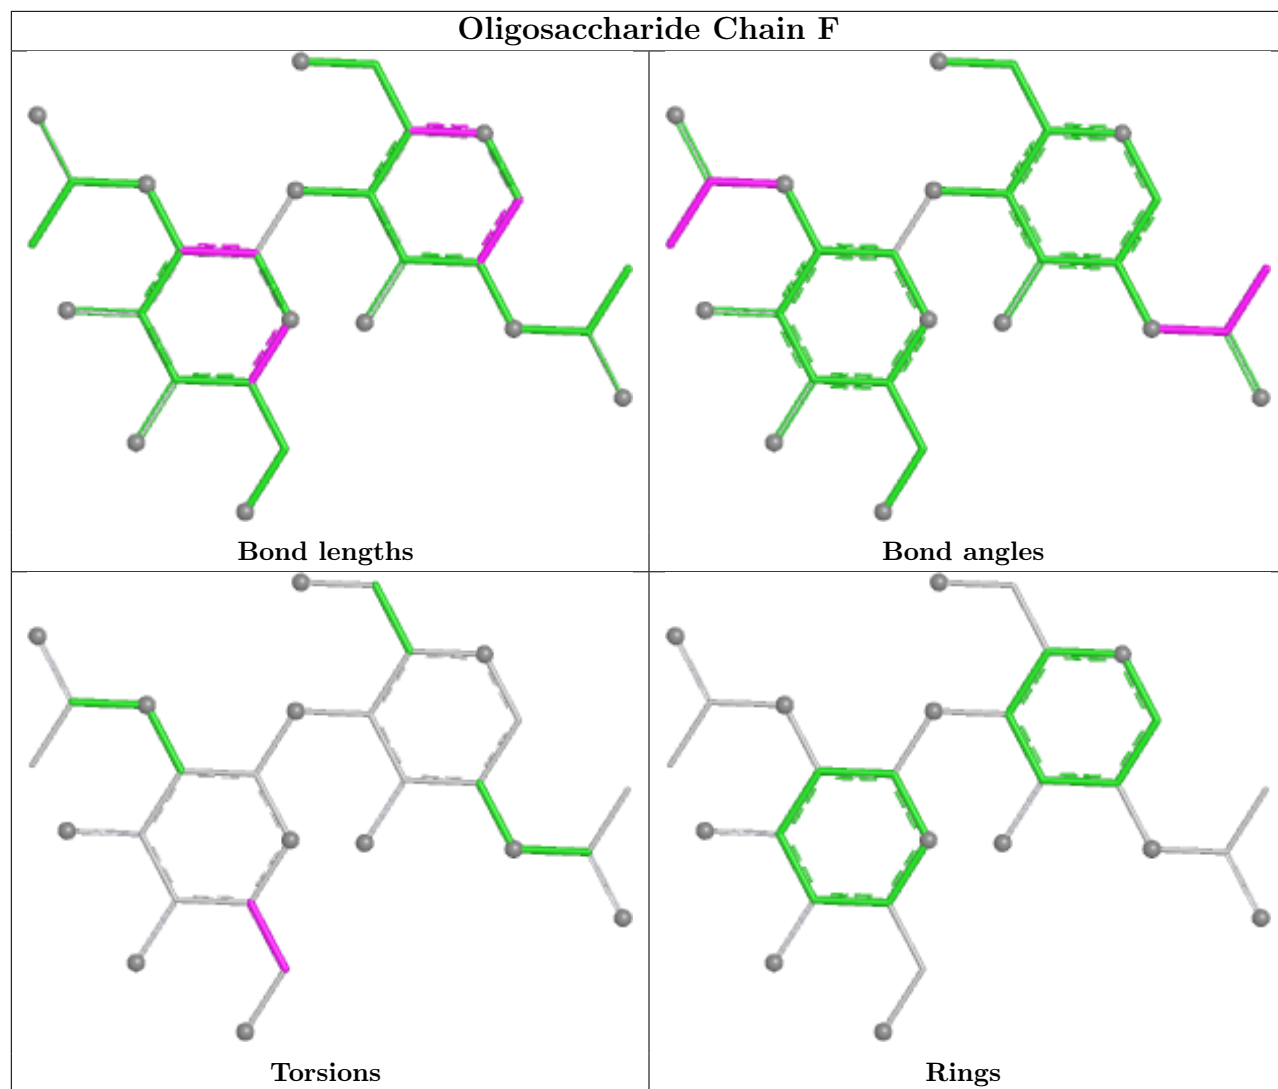 Oligosaccharide Chain F
Bond lengths
Bond angles
Torsions
Rings